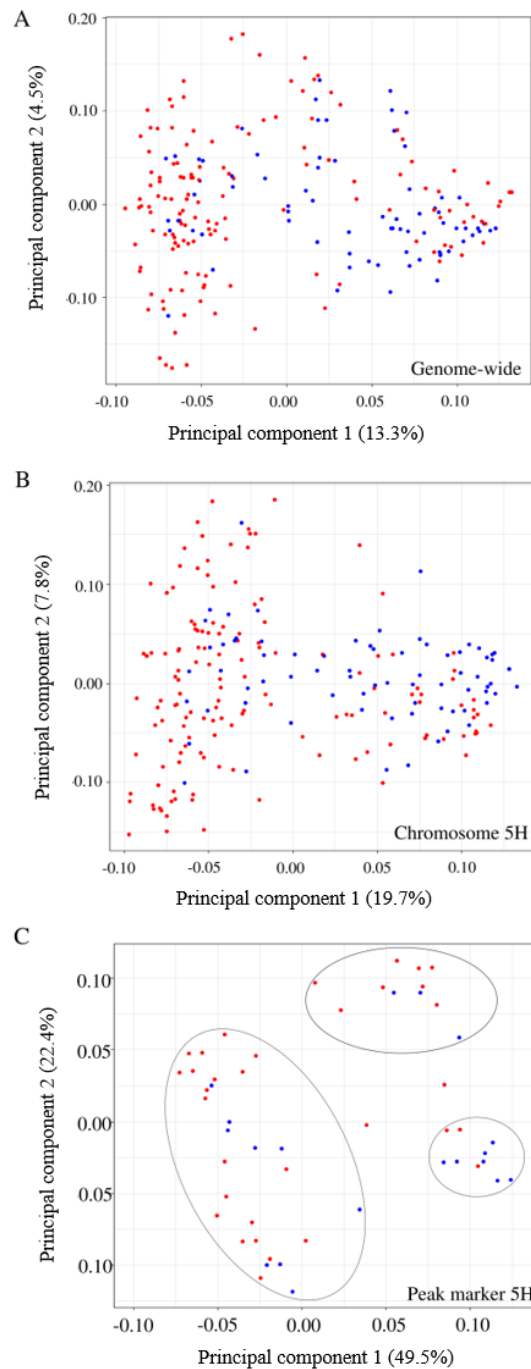 A
0.20
0.10
0.00
-0.10
Principal component 2 (4.5%)
Genome-wide
-0.10 -0.05 0.00 0.05 0.10
Principal component 1 (13.3%)
B
0.20
0.10
0.00
-0.10
Principal component 2 (7.8%)
Chromosome 5H
-0.10 -0.05 0.00 0.05 0.10
Principal component 1 (19.7%)
C
0.10
0.05
0.00
0.05
0.10
Principal component 2 (22.4%)
Peak marker 5H
-0.10 -0.05 0.00 0.05 0.10
Principal component 1 (49.5%)